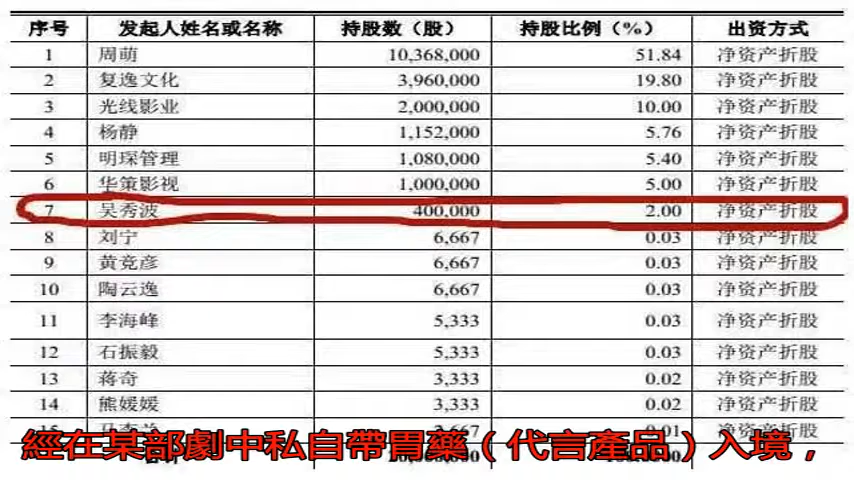 序号 发起人姓名或名称 持股数（股） 持股比例（%） 出资方式
1 周萌 10,368,000 51.84 净资产折股
2 复逸文化 3,960,000 19.80 净资产折股
3 光线影业 2,000,000 10.00 净资产折股
4 杨静 1,152,000 5.76 净资产折股
5 明琛管理 1,080,000 5.40 净资产折股
6 华策影视 1,000,000 5.00 净资产折股
7 吴秀波 400,000 2.00 净资产折股
8 刘宁 6,667 0.03 净资产折股
9 黄竞彦 6,667 0.03 净资产折股
10 陶云逸 6,667 0.03 净资产折股
11 李海峰 5,333 0.03 净资产折股
12 石振毅 5,333 0.03 净资产折股
13 蒋奇 3,333 0.02 净资产折股
14 熊媛媛 3,333 0.02 净资产折股
經在某部劇中私自帶胃藥（代言產品）入境，